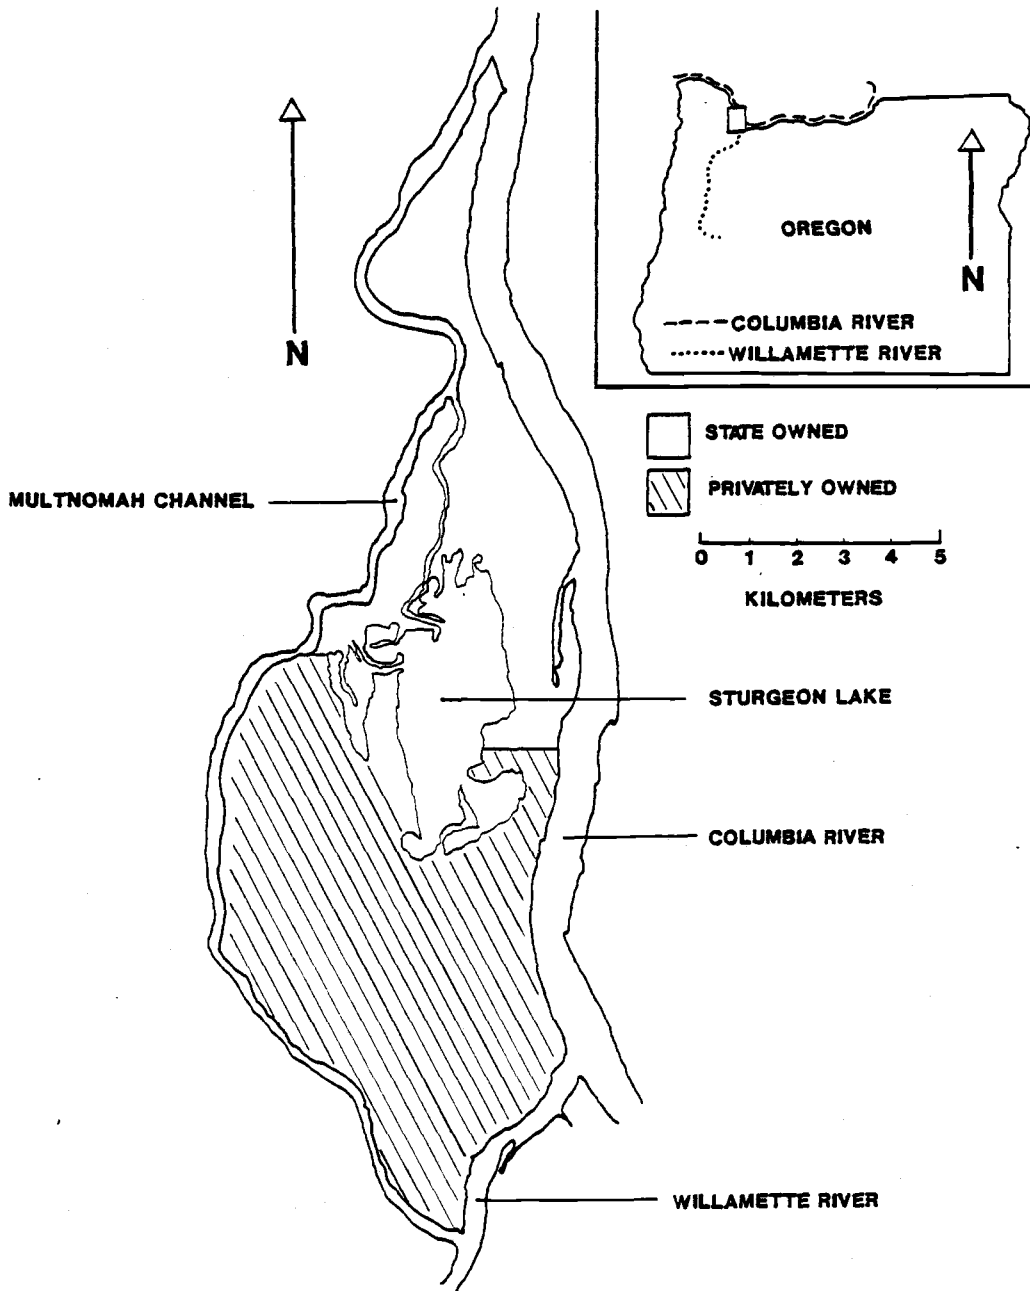 N
OREGON
N
COLUMBIA RIVER
WILLAMETTE RIVER
STATE OWNED
PRIVATELY OWNED
MULTNOMAH CHANNEL
0 1 2 3 4 5
KILOMETERS
STURGEON LAKE
COLUMBIA RIVER
WILLAMETTE RIVER